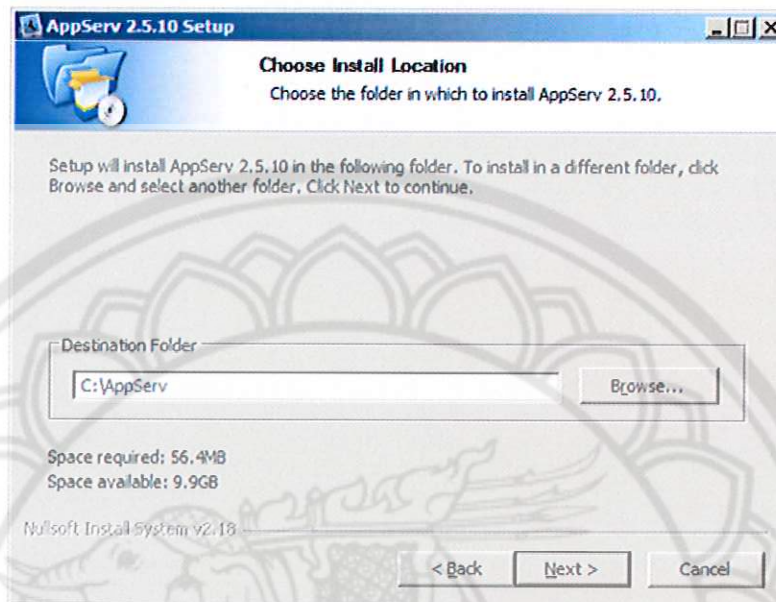 AppServ 2.5.10 Setup
Choose Install Location
Choose the folder in which to install AppServ 2.5.10.
Setup will install AppServ 2.5.10 in the following folder. To install in a different folder, click
Browse and select another folder. Click Next to continue.
Destination Folder
C:\AppServ
Browse...
Space required: 56.4MB
Space available: 9.9GB
Nullsoft Install System v2.18
< Back
Next >
Cancel